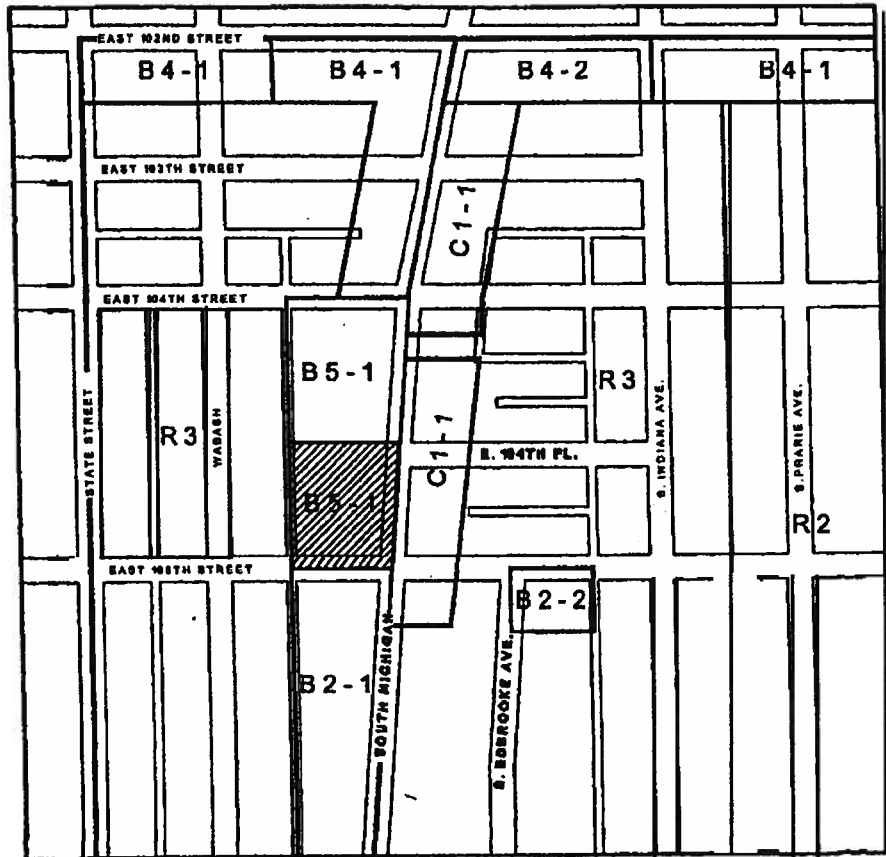 EAST 102ND STREET
B4-1
B4-1
B4-2
B4-1
EAST 103TH STREET
C1-1
EAST 104TH STREET
B5-1
R3
R3
STATE STREET
WABASH
C1-1
E. 104TH PL.
S. INDIANA AVE.
S. PRARIE AVE.
B5-1
R2
EAST 105TH STREET
B2-2
B2-1
SOUTH MICHIGAN
S. EDBROOKE AVE.